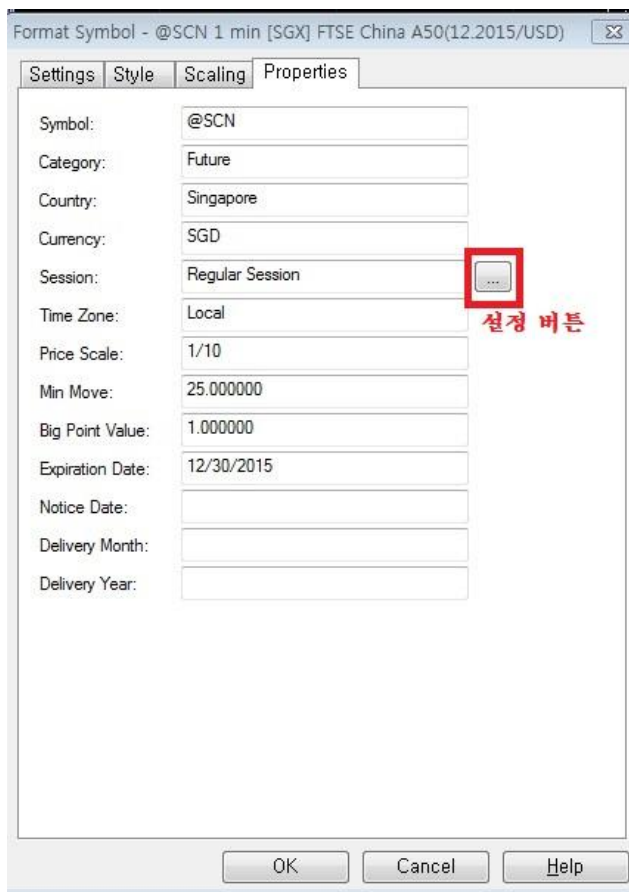 Format Symbol - @SCN 1 min [SGX] FTSE China A50(12.2015/USD)
Settings Style Scaling Properties
Symbol: @SCN
Category: Future
Country: Singapore
Currency: SGD
Session: Regular Session ...
설정 버튼
Time Zone: Local
Price Scale: 1/10
Min Move: 25.000000
Big Point Value: 1.000000
Expiration Date: 12/30/2015
Notice Date:
Delivery Month:
Delivery Year:
OK Cancel Help